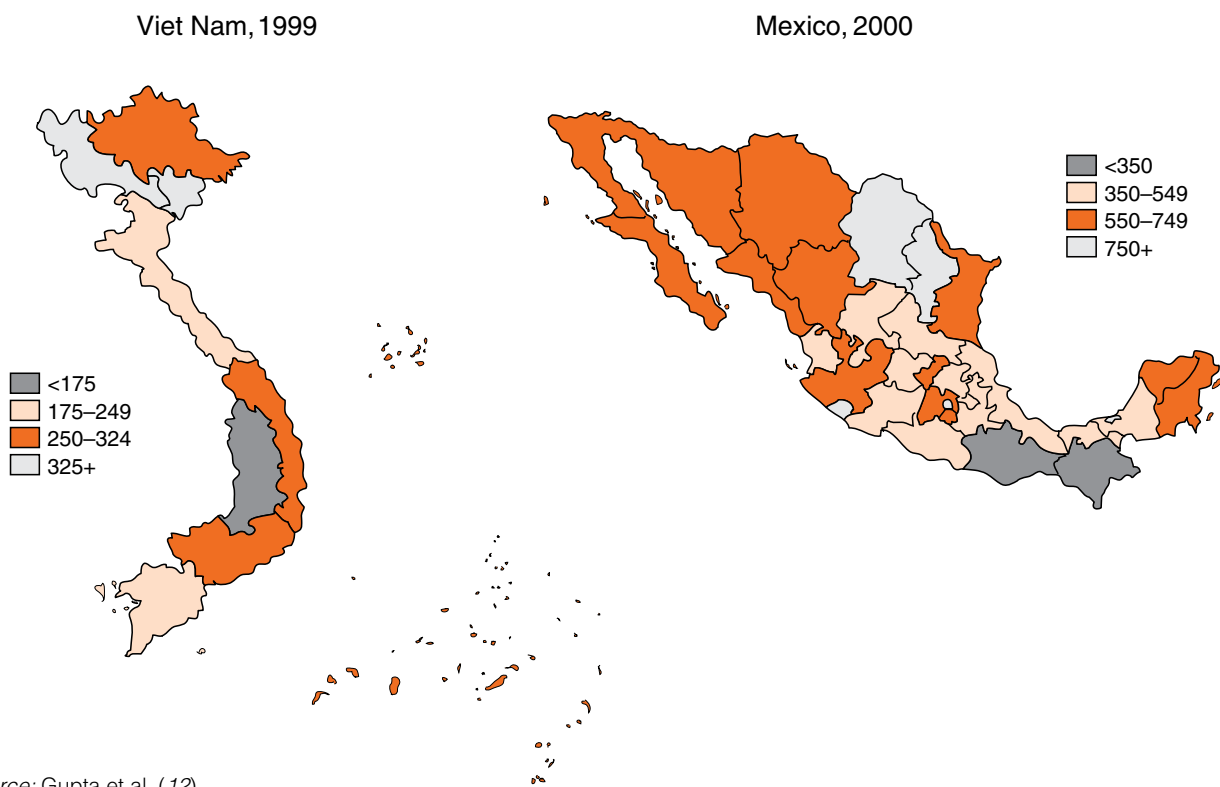 Viet Nam, 1999
Mexico, 2000
<350
350–549
550–749
750+
<175
175–249
250–324
325+
rce: Gupta et al. (12)